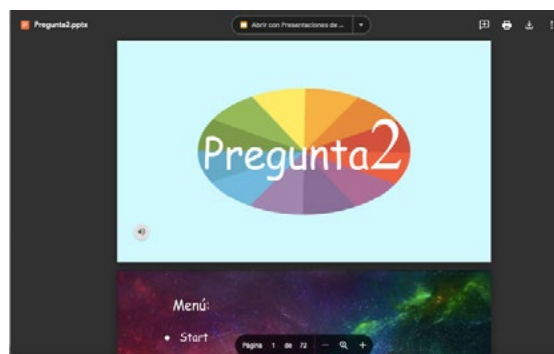 Pregunta2.pptx
Abrir con Presentaciones de ...
Pregunta2
Menú:
• Start
Página 1 de 72